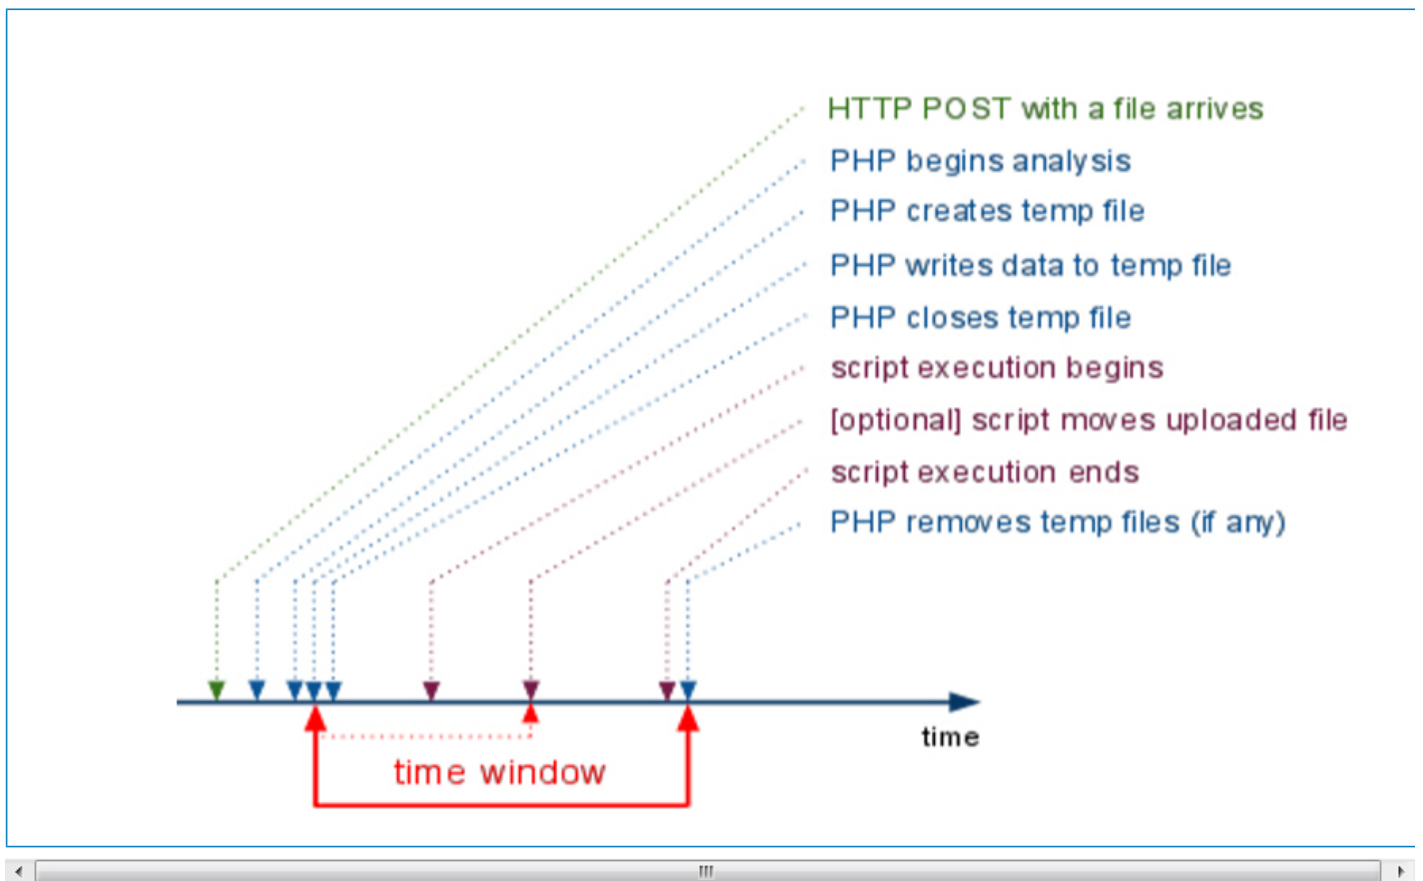 HTTP POST with a file arrives
PHP begins analysis
PHP creates temp file
PHP writes data to temp file
PHP closes temp file
script execution begins
[optional] script moves uploaded file
script execution ends
PHP removes temp files (if any)
time
time window